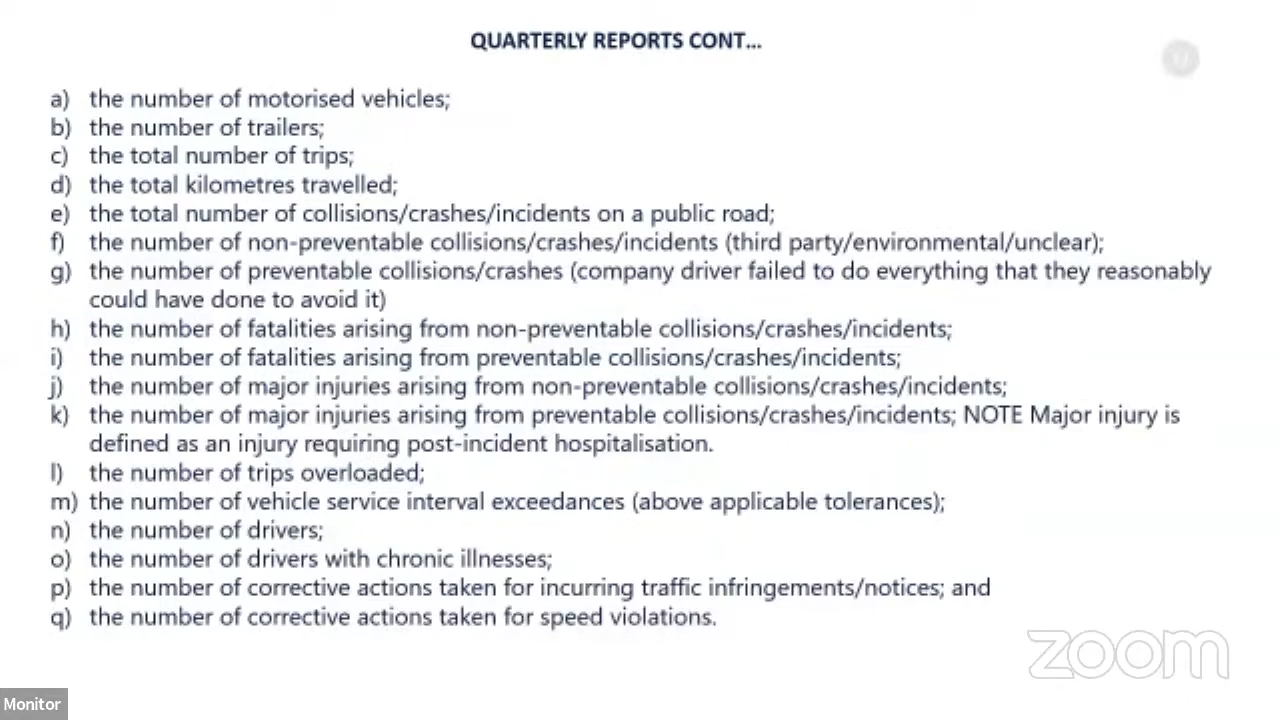 QUARTERLY REPORTS CONT...
a) the number of motorised vehicles;
b) the number of trailers;
c) the total number of trips;
d) the total kilometres travelled;
e) the total number of collisions/crashes/incidents on a public road;
f) the number of non-preventable collisions/crashes/incidents (third party/environmental/unclear);
g) the number of preventable collisions/crashes (company driver failed to do everything that they reasonably
could have done to avoid it)
h) the number of fatalities arising from non-preventable collisions/crashes/incidents;
i) the number of fatalities arising from preventable collisions/crashes/incidents;
j) the number of major injuries arising from non-preventable collisions/crashes/incidents;
k) the number of major injuries arising from preventable collisions/crashes/incidents; NOTE Major injury is
defined as an injury requiring post-incident hospitalisation.
l) the number of trips overloaded;
m) the number of vehicle service interval exceedances (above applicable tolerances);
n) the number of drivers;
o) the number of drivers with chronic illnesses;
p) the number of corrective actions taken for incurring traffic infringements/notices; and
q) the number of corrective actions taken for speed violations.
zoom
Monitor